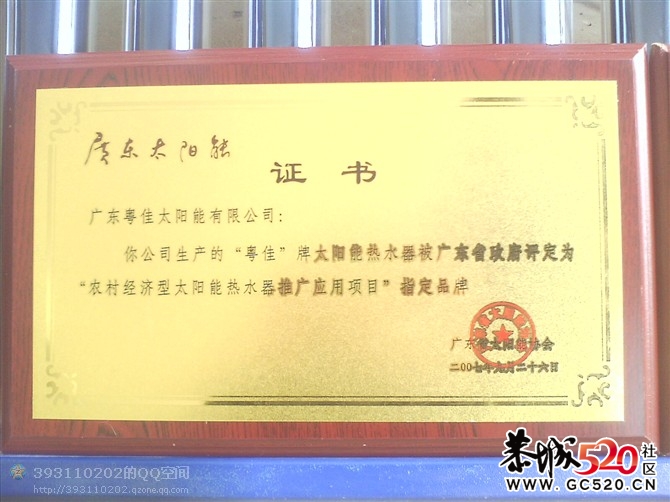 廣东太阳能
证书
广东粤佳太阳能有限公司:
你公司生产的“粤佳”牌太阳能热水器被广东省政府评定为
“农村经济型太阳能热水器推广应用项目”指定品牌
广东省太阳能协会
二00七年九月二十六日
393110202的QQ空间
http://393110202.qzone.qq.com
恭城520社区
www.GC520.CN